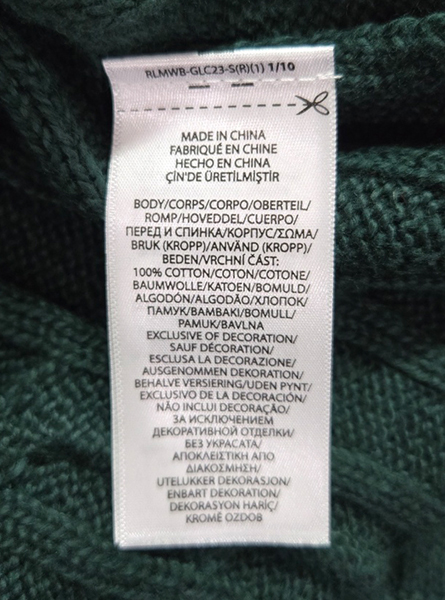 RLMWB-GLC23-S(R)(1) 1/10
MADE IN CHINA
FABRIQUÉ EN CHINE
HECHO EN CHINA
ÇİN'DE ÜRETİLMİŞTİR
BODY/CORPS/CORPO/OBERTEIL/
ROMP/HOVEDDEL/CUERPO/
ПЕРЕД И СПИНКА/КОРПУС/ΣΩΜΑ/
BRUK (KROPP)/ANVÄND (KROPP)/
BEDEN/VRCHNÍ ČÁST:
100% COTTON/COTON/COTONE/
BAUMWOLLE/KATOEN/BOMULD/
ALGODÓN/ALGODÃO/ХЛОПОК/
ПАМУК/ΒΑΜΒΑΚΙ/BOMULL/
PAMUK/BAVLNA
EXCLUSIVE OF DECORATION/
SAUF DÉCORATION/
ESCLUSA LA DECORAZIONE/
AUSGENOMMEN DEKORATION/
BEHALVE VERSIERING/UDEN PYNT/
EXCLUSIVO DE LA DECORACIÓN/
NÃO INCLUI DECORAÇÃO/
ЗА ИСКЛЮЧЕНИЕМ
ДЕКОРАТИВНОЙ ОТДЕЛКИ/
БЕЗ УКРАСАТА/
ΑΠΟΚΛΕΙΣΤΙΚΗ ΑΠΟ
ΔΙΑΚΟΣΜΗΣΗ/
UTELUKKER DEKORASJON/
ENBART DEKORATION/
DEKORASYON HARİÇ/
KROMĚ OZDOB